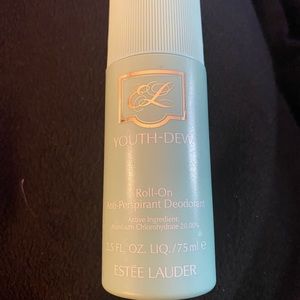 EL
YOUTH-DEW
Roll-On
Anti-Perspirant Deodorant
Active Ingredient:
Aluminum Chlorohydrate 20.00%
2.5 FL. OZ. LIQ./75 ml e
ESTĒE LAUDER